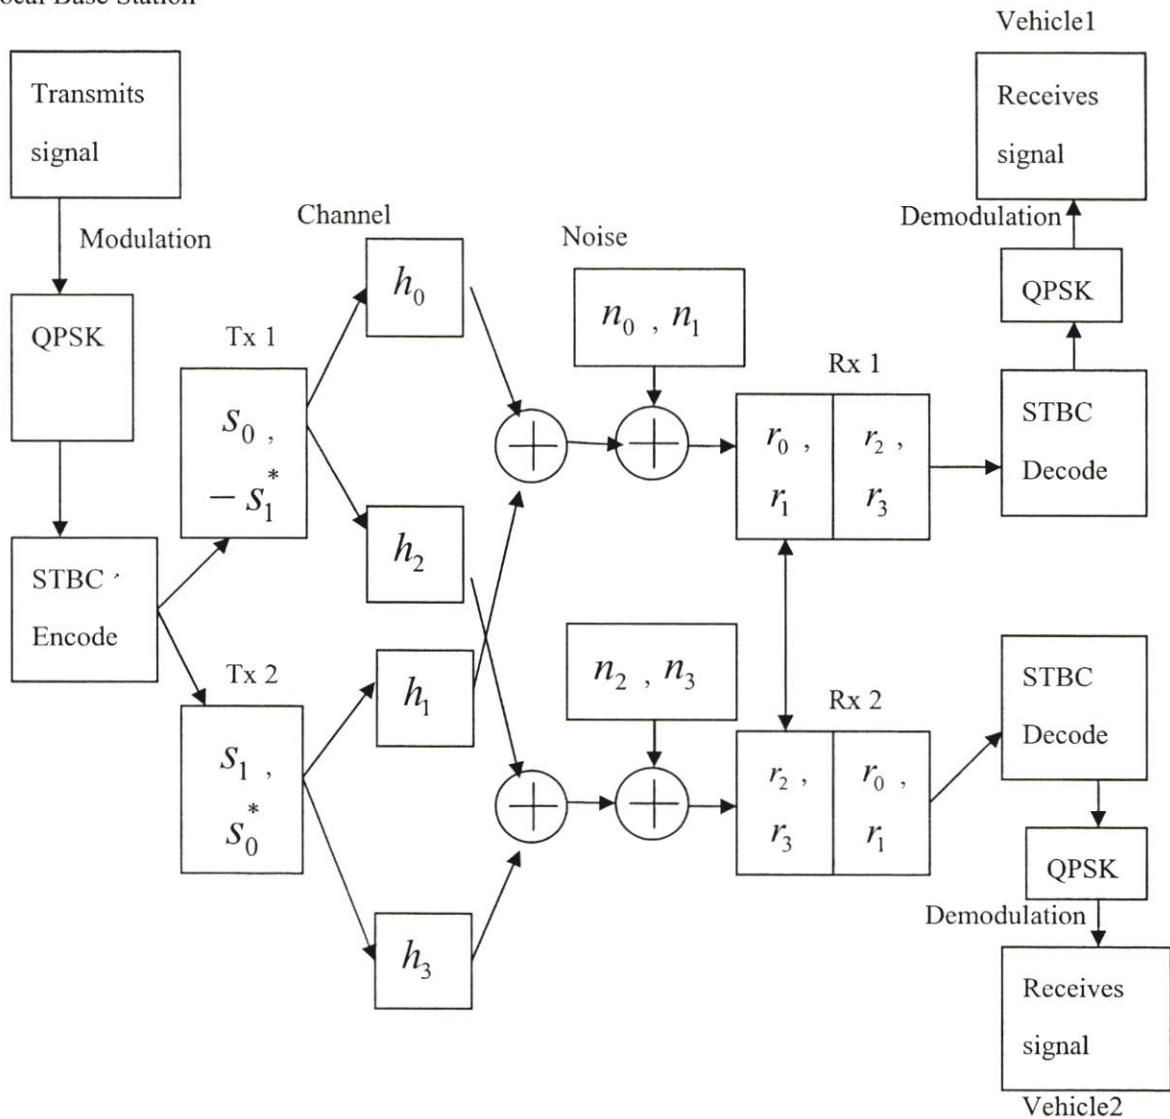 Base Station
Transmits
signal
Modulation
QPSK
STBC
Encode
Tx 1
s₀ ,
− s₁*
Tx 2
s₁ ,
s₀*
Channel
h₀
h₂
h₁
h₃
Noise
n₀ , n₁
n₂ , n₃
Rx 1
r₀ ,
r₁
r₂ ,
r₃
Rx 2
r₂ ,
r₃
r₀ ,
r₁
Vehicle1
Receives
signal
Demodulation
QPSK
STBC
Decode
STBC
Decode
QPSK
Demodulation
Receives
signal
Vehicle2